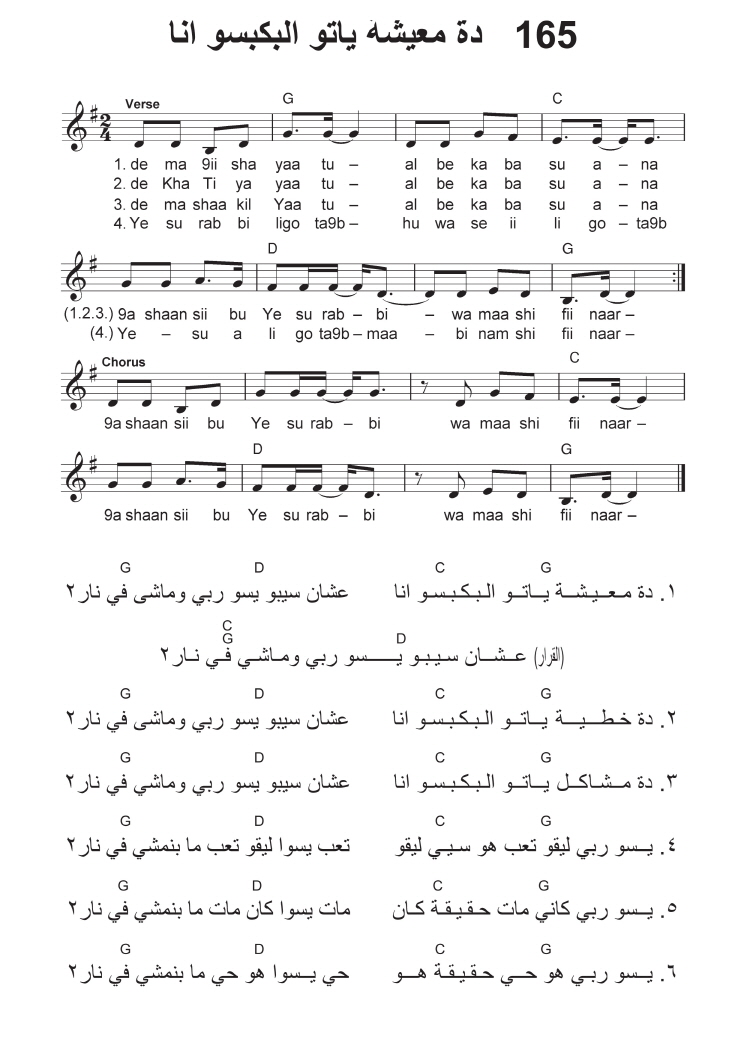 165 دة معيشة ياتو البكبسو انا
Verse G C
1. de ma 9ii sha yaa tu – al be ka ba su a – na
2. de Kha Ti ya yaa tu – al be ka ba su a – na
3. de ma shaa kil Yaa tu – al be ka ba su a – na
4. Ye su rab bi ligo ta9b – hu wa se ii li go – ta9b
D G
(1.2.3.) 9a shaan sii bu Ye su rab – bi – wa maa shi fii naar –
(4.) Ye – su a li go ta9b – maa – bi nam shi fii naar –
Chorus C
9a shaan sii bu Ye su rab – bi wa maa shi fii naar –
D G
9a shaan sii bu Ye su rab – bi wa maa shi fii naar –
G D C G
١. دة معيشة ياتو البكبسو انا عشان سيبو يسو ربي وماشى في نار٢
C
G D
(القرار) عشان سيبو يسو ربي وماشي في نار٢
G D C G
٢. دة خطية ياتو البكبسو انا عشان سيبو يسو ربي وماشى في نار٢
G D C G
٣. دة مشاكل ياتو البكبسو انا عشان سيبو يسو ربي وماشي في نار٢
G D C G
٤. يسو ربي ليقو تعب هو سيي ليقو تعب يسوا ليقو تعب ما بنمشي في نار٢
G D C G
٥. يسو ربي كاني مات حقيقة كان مات يسوا كان مات ما بنمشي في نار٢
G D C G
٦. يسو ربي هو حي حقيقة هو حي يسوا هو حي ما بنمشي في نار٢